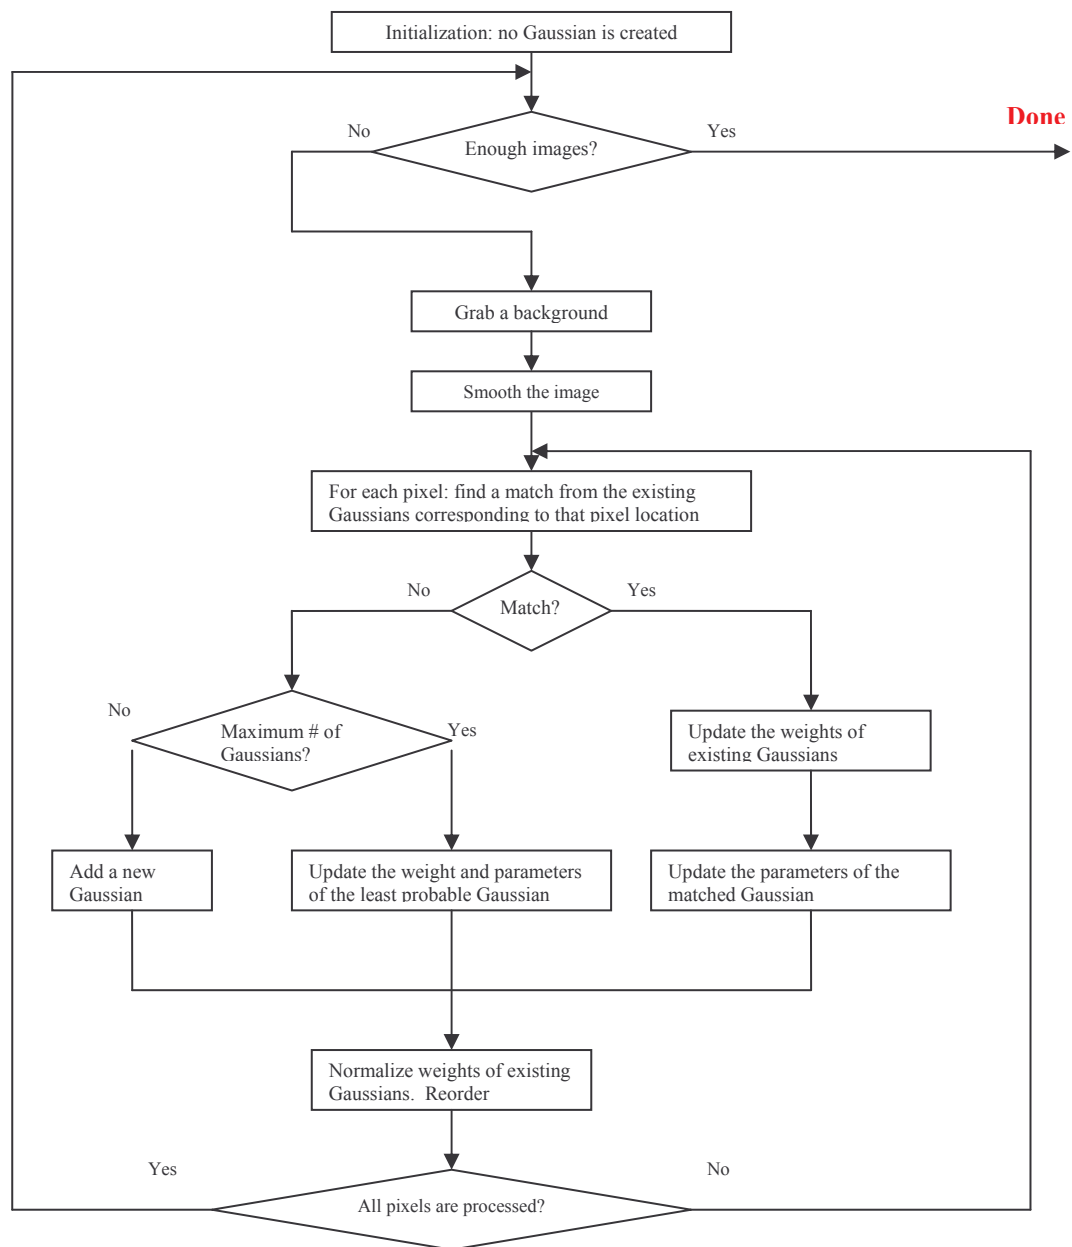 Initialization: no Gaussian is created
Done
No
Yes
Enough images?
Grab a background
Smooth the image
For each pixel: find a match from the existing
Gaussians corresponding to that pixel location
No
Yes
Match?
No
Maximum # of
Gaussians?
Yes
Update the weights of
existing Gaussians
Add a new
Gaussian
Update the weight and parameters
of the least probable Gaussian
Update the parameters of the
matched Gaussian
Normalize weights of existing
Gaussians. Reorder
Yes
No
All pixels are processed?